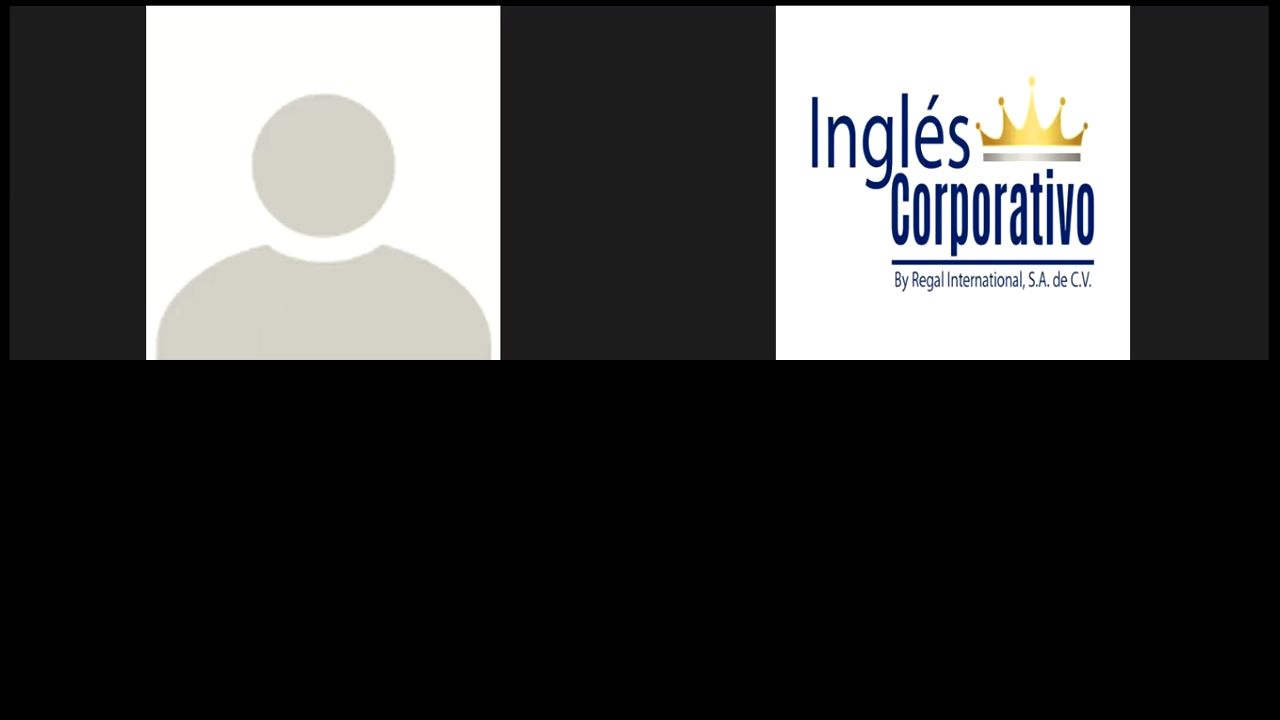 Inglés
Corporativo
By Regal International, S.A. de C.V.